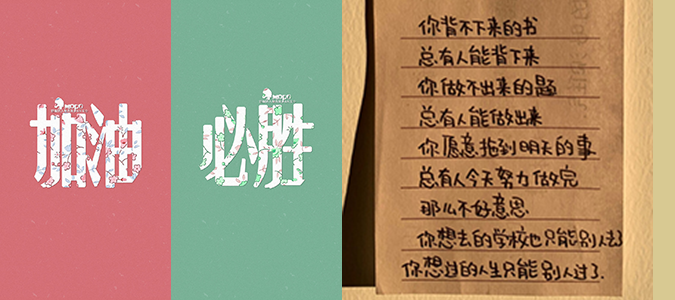 加油
必胜
你背不下来的书
总有人能背下来
你做不出来的题
总有人能做出来
你愿意拖到明天的事
总有人今天努力做完
那么不好意思
你想去的学校也只能别人去了
你想过的人生只能别人过了.